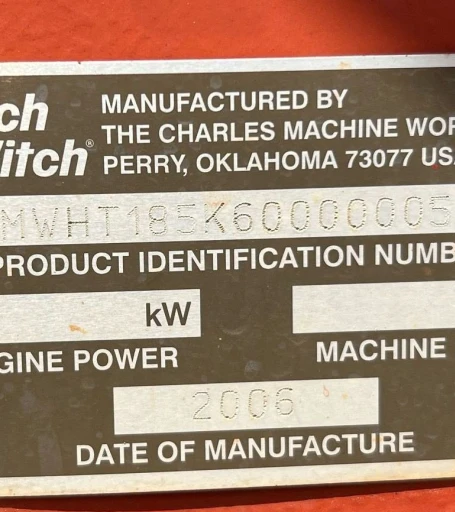 ch
itch®
MANUFACTURED BY
THE CHARLES MACHINE WOR
PERRY, OKLAHOMA 73077 US
MWHT185K60000005
PRODUCT IDENTIFICATION NUMB
kW
GINE POWER
MACHINE
2006
DATE OF MANUFACTURE